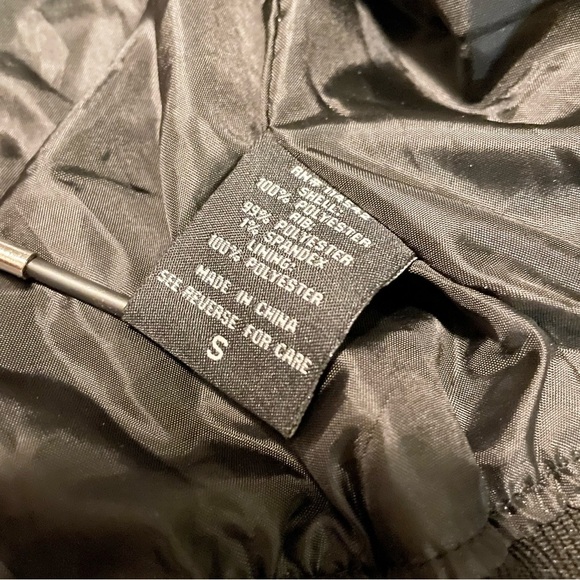 SHELL:
100% POLYESTER
RIB:
99% POLYESTER
1% SPANDEX
LINING:
100% POLYESTER
MADE IN CHINA
SEE REVERSE FOR CARE
S